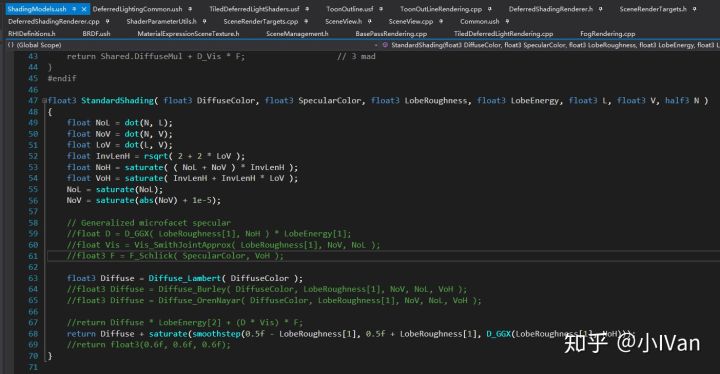 ShadingModels.ush DeferredLightingCommon.ush TiledDeferredLightShaders.usf ToonOutline.usf ToonOutLineRendering.cpp DeferredShadingRenderer.h SceneRenderTargets.h
DeferredShadingRenderer.cpp ShaderParameterUtils.h SceneRenderTargets.cpp SceneView.h SceneView.cpp Common.ush
RHIDefinitions.h BRDF.ush MaterialExpressionSceneTexture.h SceneManagement.h BasePassRendering.cpp TiledDeferredLightRendering.cpp FogRendering.cpp
(Global Scope) StandardShading(float3 DiffuseColor, float3 SpecularColor, float3 LobeRoughness, float3 LobeEnergy, float3 L
43 return Shared.DiffuseMul + D_Vis * F; // 3 mad
44 }
45 #endif
46
47 float3 StandardShading( float3 DiffuseColor, float3 SpecularColor, float3 LobeRoughness, float3 LobeEnergy, float3 L, float3 V, half3 N )
48 {
49 float NoL = dot(N, L);
50 float NoV = dot(N, V);
51 float LoV = dot(L, V);
52 float InvLenH = rsqrt( 2 + 2 * LoV );
53 float NoH = saturate( ( NoL + NoV ) * InvLenH );
54 float VoH = saturate( InvLenH + InvLenH * LoV );
55 NoL = saturate(NoL);
56 NoV = saturate(abs(NoV) + 1e-5);
57
58 // Generalized microfacet specular
59 //float D = D_GGX( LobeRoughness[1], NoH ) * LobeEnergy[1];
60 //float Vis = Vis_SmithJointApprox( LobeRoughness[1], NoV, NoL );
61 //float3 F = F_Schlick( SpecularColor, VoH );
62
63 float3 Diffuse = Diffuse_Lambert( DiffuseColor );
64 //float3 Diffuse = Diffuse_Burley( DiffuseColor, LobeRoughness[1], NoV, NoL, VoH );
65 //float3 Diffuse = Diffuse_OrenNayar( DiffuseColor, LobeRoughness[1], NoV, NoL, VoH );
66
67 //return Diffuse * LobeEnergy[2] + (D * Vis) * F;
68 return Diffuse + saturate(smoothstep(0.5f - LobeRoughness[1], 0.5f + LobeRoughness[1], D_GGX(LobeRoughness[1], NoH)));
69 //return float3(0.6f, 0.6f, 0.6f);
70 }
71
知乎 @小IVan